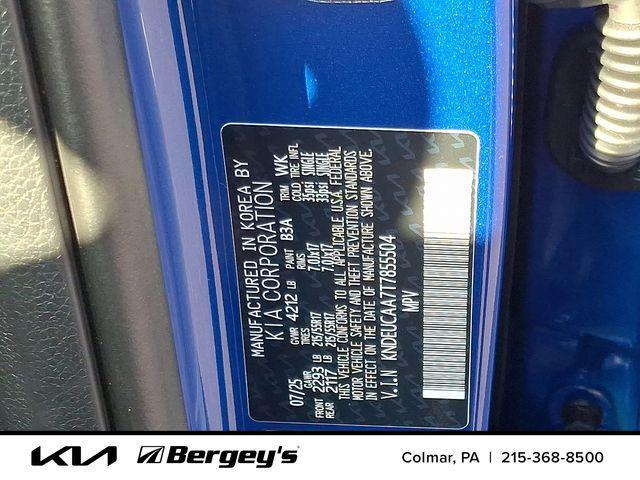 MANUFACTURED IN KOREA BY
KIA CORPORATION
07/25 GVWR 4212 LB PAINT B3A TRIM WK
GAWR TIRES RIMS COLD TIRE INFL
FRONT 2293 LB 215/55R17 7.0Jx17 35psi SINGLE
REAR 2117 LB 215/55R17 7.0Jx17 33psi SINGLE
THIS VEHICLE CONFORMS TO ALL APPLICABLE U.S.A. FEDERAL
MOTOR VEHICLE SAFETY AND THEFT PREVENTION STANDARDS
IN EFFECT ON THE DATE OF MANUFACTURE SHOWN ABOVE.
V.I.N KNDEUCAA7T7855504
MPV
KIA Bergey's Colmar, PA | 215-368-8500